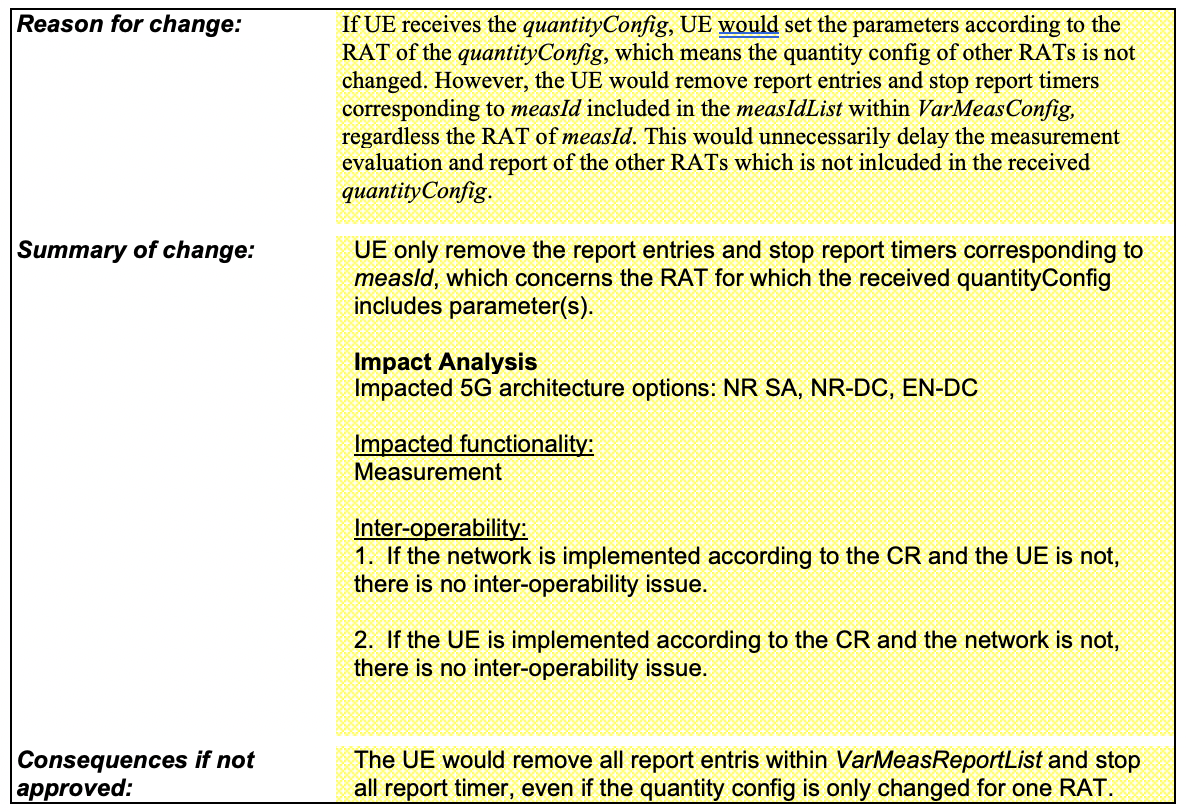 Reason for change:
If UE receives the quantityConfig, UE would set the parameters according to the
RAT of the quantityConfig, which means the quantity config of other RATs is not
changed. However, the UE would remove report entries and stop report timers
corresponding to measId included in the measIdList within VarMeasConfig,
regardless the RAT of measId. This would unnecessarily delay the measurement
evaluation and report of the other RATs which is not inlcuded in the received
quantityConfig.
Summary of change:
UE only remove the report entries and stop report timers corresponding to
measId, which concerns the RAT for which the received quantityConfig
includes parameter(s).
Impact Analysis
Impacted 5G architecture options: NR SA, NR-DC, EN-DC
Impacted functionality:
Measurement
Inter-operability:
1. If the network is implemented according to the CR and the UE is not,
there is no inter-operability issue.
2. If the UE is implemented according to the CR and the network is not,
there is no inter-operability issue.
Consequences if not
approved:
The UE would remove all report entris within VarMeasReportList and stop
all report timer, even if the quantity config is only changed for one RAT.